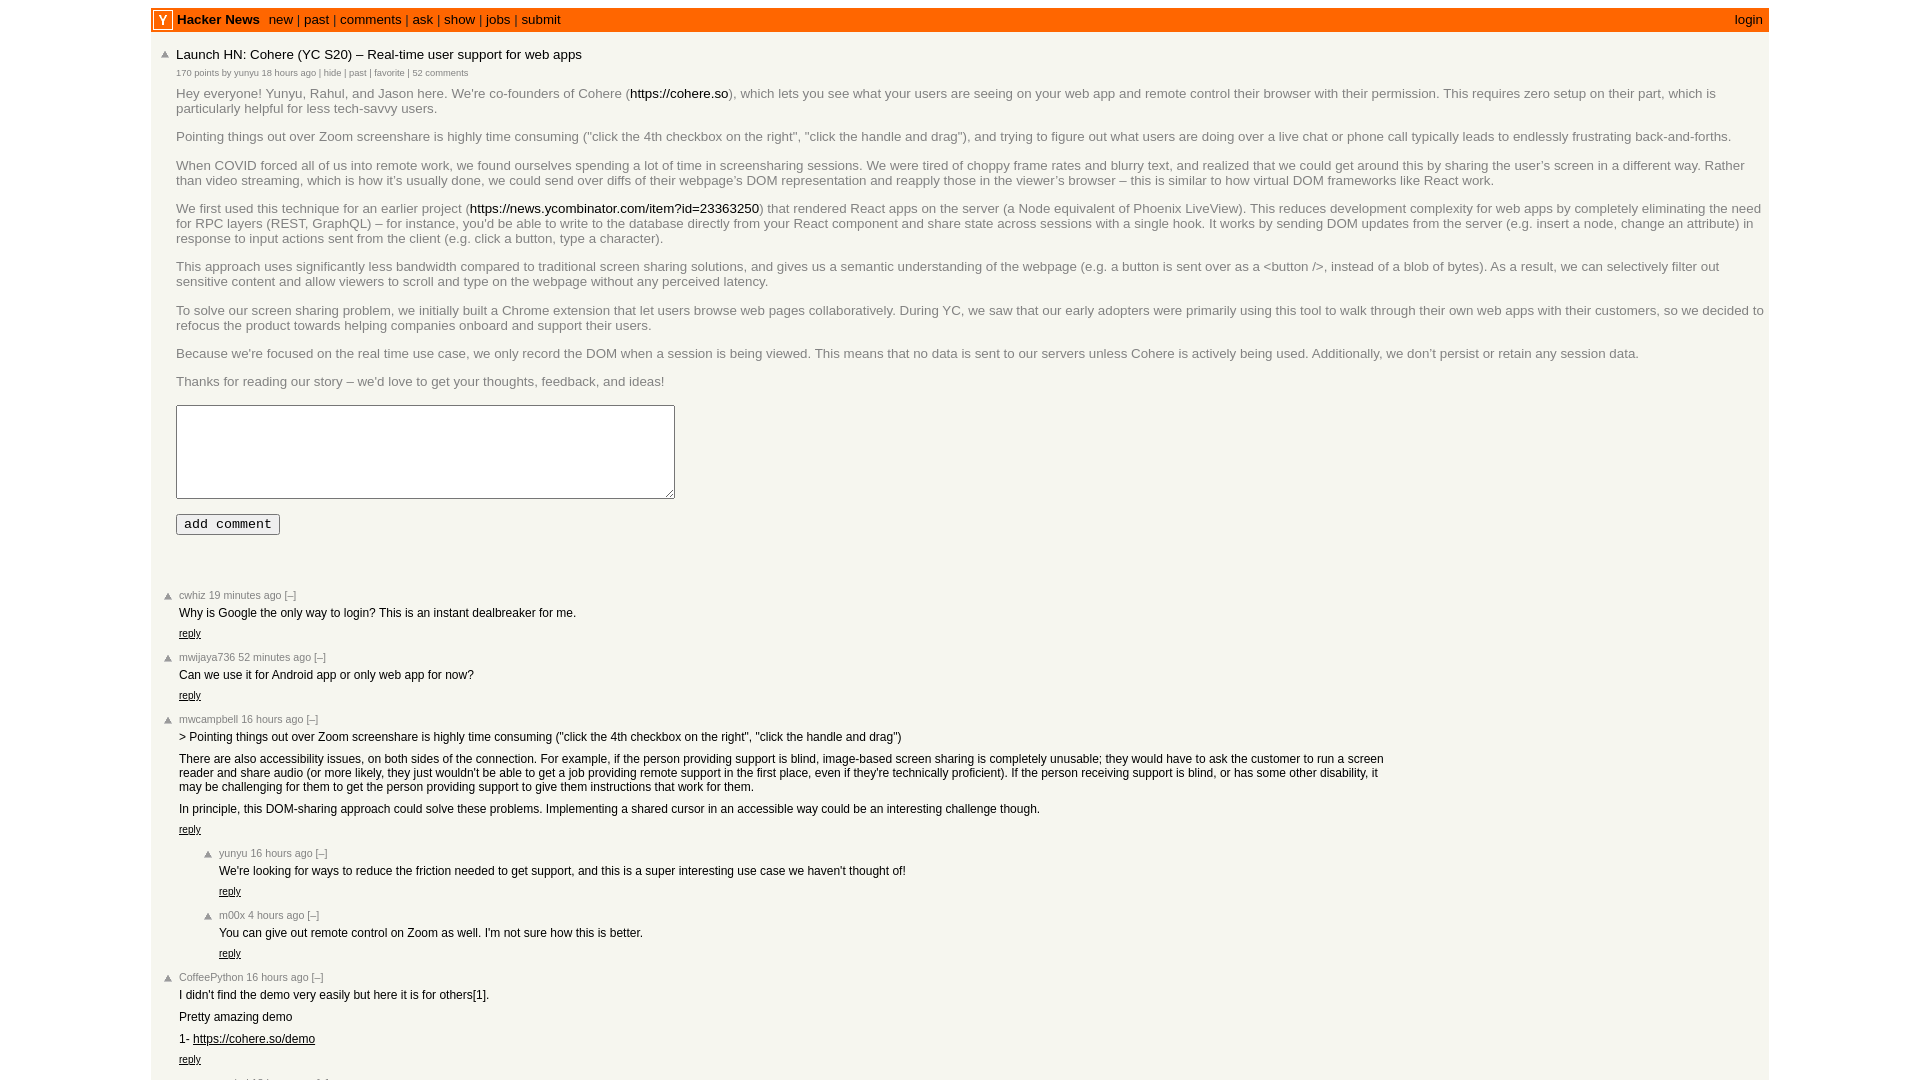 Y Hacker News new | past | comments | ask | show | jobs | submit login
Launch HN: Cohere (YC S20) – Real-time user support for web apps
170 points by yunyu 18 hours ago | hide | past | favorite | 52 comments
Hey everyone! Yunyu, Rahul, and Jason here. We're co-founders of Cohere (https://cohere.so), which lets you see what your users are seeing on your web app and remote control their browser with their permission. This requires zero setup on their part, which is
particularly helpful for less tech-savvy users.
Pointing things out over Zoom screenshare is highly time consuming ("click the 4th checkbox on the right", "click the handle and drag"), and trying to figure out what users are doing over a live chat or phone call typically leads to endlessly frustrating back-and-forths.
When COVID forced all of us into remote work, we found ourselves spending a lot of time in screensharing sessions. We were tired of choppy frame rates and blurry text, and realized that we could get around this by sharing the user’s screen in a different way. Rather
than video streaming, which is how it’s usually done, we could send over diffs of their webpage’s DOM representation and reapply those in the viewer’s browser – this is similar to how virtual DOM frameworks like React work.
We first used this technique for an earlier project (https://news.ycombinator.com/item?id=23363250) that rendered React apps on the server (a Node equivalent of Phoenix LiveView). This reduces development complexity for web apps by completely eliminating the need
for RPC layers (REST, GraphQL) – for instance, you'd be able to write to the database directly from your React component and share state across sessions with a single hook. It works by sending DOM updates from the server (e.g. insert a node, change an attribute) in
response to input actions sent from the client (e.g. click a button, type a character).
This approach uses significantly less bandwidth compared to traditional screen sharing solutions, and gives us a semantic understanding of the webpage (e.g. a button is sent over as a <button />, instead of a blob of bytes). As a result, we can selectively filter out
sensitive content and allow viewers to scroll and type on the webpage without any perceived latency.
To solve our screen sharing problem, we initially built a Chrome extension that let users browse web pages collaboratively. During YC, we saw that our early adopters were primarily using this tool to walk through their own web apps with their customers, so we decided to
refocus the product towards helping companies onboard and support their users.
Because we're focused on the real time use case, we only record the DOM when a session is being viewed. This means that no data is sent to our servers unless Cohere is actively being used. Additionally, we don’t persist or retain any session data.
Thanks for reading our story – we'd love to get your thoughts, feedback, and ideas!
add comment
cwhiz 19 minutes ago [–]
Why is Google the only way to login? This is an instant dealbreaker for me.
reply
mwijaya736 52 minutes ago [–]
Can we use it for Android app or only web app for now?
reply
mwcampbell 16 hours ago [–]
> Pointing things out over Zoom screenshare is highly time consuming ("click the 4th checkbox on the right", "click the handle and drag")
There are also accessibility issues, on both sides of the connection. For example, if the person providing support is blind, image-based screen sharing is completely unusable; they would have to ask the customer to run a screen
reader and share audio (or more likely, they just wouldn't be able to get a job providing remote support in the first place, even if they're technically proficient). If the person receiving support is blind, or has some other disability, it
may be challenging for them to get the person providing support to give them instructions that work for them.
In principle, this DOM-sharing approach could solve these problems. Implementing a shared cursor in an accessible way could be an interesting challenge though.
reply
yunyu 16 hours ago [–]
We're looking for ways to reduce the friction needed to get support, and this is a super interesting use case we haven't thought of!
reply
m00x 4 hours ago [–]
You can give out remote control on Zoom as well. I'm not sure how this is better.
reply
CoffeePython 16 hours ago [–]
I didn't find the demo very easily but here it is for others[1].
Pretty amazing demo
1- https://cohere.so/demo
reply